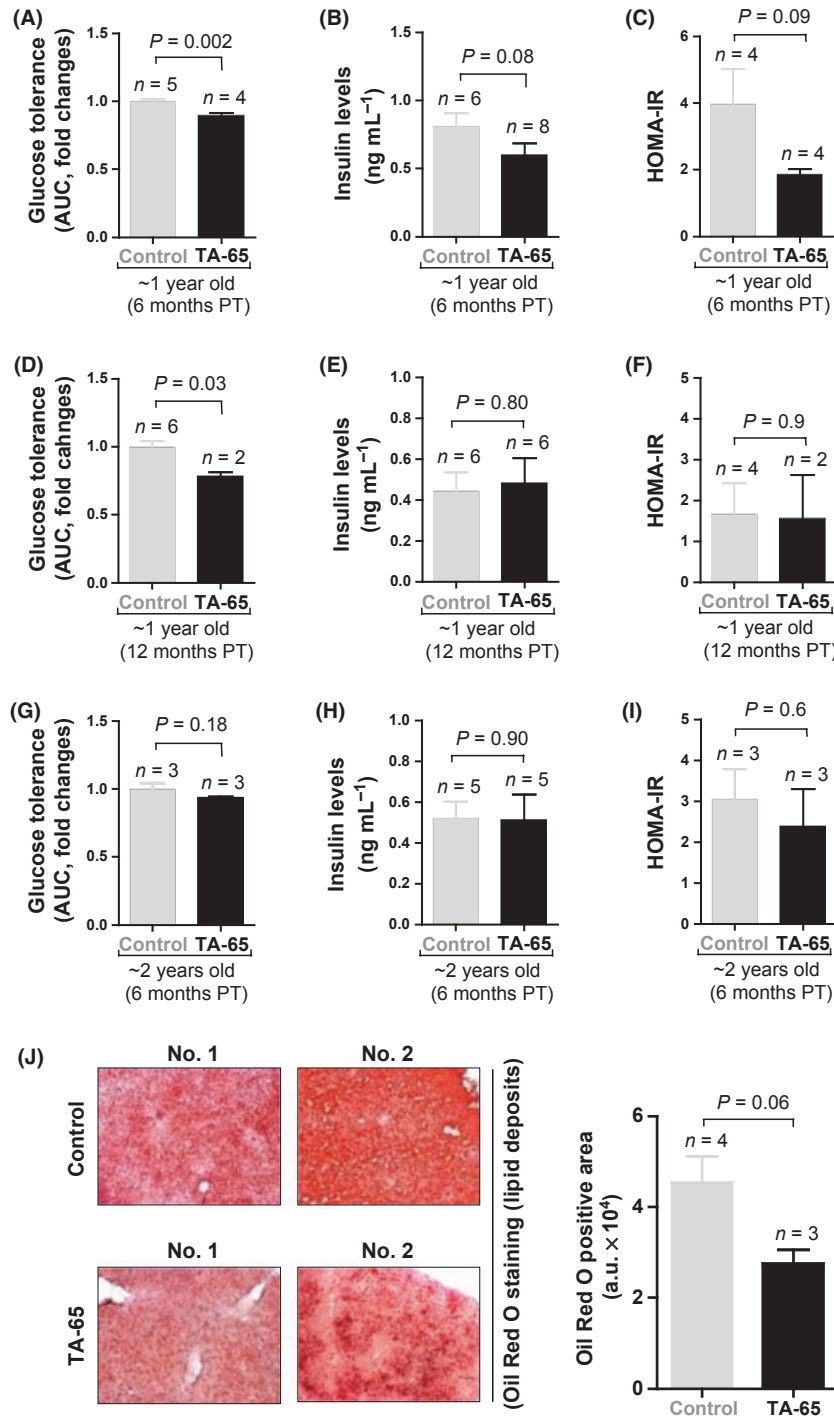 (A)
P = 0.002
n = 5
n = 4
Glucose tolerance
(AUC, fold changes)
1.5
1.0
0.5
0.0
Control TA-65
~1 year old
(6 months PT)
(B)
P = 0.08
n = 6
n = 8
Insulin levels
(ng mL⁻¹)
1.5
1.0
0.5
0.0
Control TA-65
~1 year old
(6 months PT)
(C)
P = 0.09
n = 4
n = 4
HOMA-IR
6
4
2
0
Control TA-65
~1 year old
(6 months PT)
(D)
P = 0.03
n = 6
n = 2
Glucose tolerance
(AUC, fold cahnges)
1.5
1.0
0.5
0.0
Control TA-65
~1 year old
(12 months PT)
(E)
P = 0.80
n = 6
n = 6
Insulin levels
(ng mL⁻¹)
1.0
0.8
0.6
0.4
0.2
0.0
Control TA-65
~1 year old
(12 months PT)
(F)
P = 0.9
n = 4
n = 2
HOMA-IR
5
4
3
2
1
0
Control TA-65
~1 year old
(12 months PT)
(G)
P = 0.18
n = 3
n = 3
Glucose tolerance
(AUC, fold changes)
1.5
1.0
0.5
0.0
Control TA-65
~2 years old
(6 months PT)
(H)
P = 0.90
n = 5
n = 5
Insulin levels
(ng mL⁻¹)
1.0
0.8
0.6
0.4
0.2
0.0
Control TA-65
~2 years old
(6 months PT)
(I)
P = 0.6
n = 3
n = 3
HOMA-IR
5
4
3
2
1
0
Control TA-65
~2 years old
(6 months PT)
(J)
No. 1
No. 2
Control
No. 1
No. 2
TA-65
(Oil Red O staining (lipid deposits)
P = 0.06
n = 4
n = 3
Oil Red O positive area
(a.u. × 10⁴)
6
4
2
0
Control TA-65